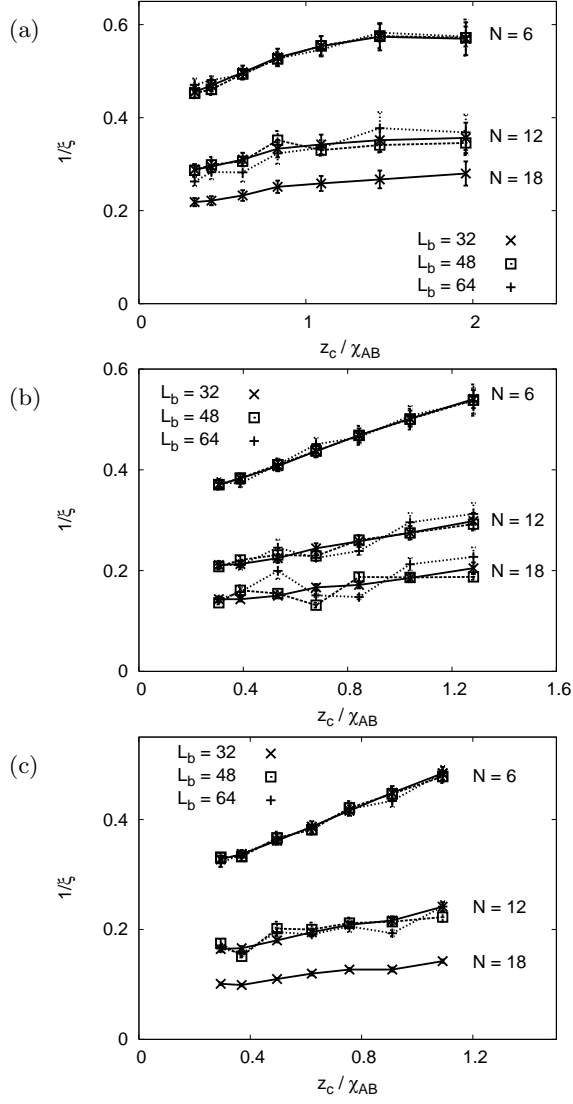 (a)
0.6
0.4
0.2
0
1/ξ
N = 6
N = 12
N = 18
L_b = 32
L_b = 48
L_b = 64
0 1 2
z_c / χ_AB
(b)
0.6
0.4
0.2
0
1/ξ
L_b = 32
L_b = 48
L_b = 64
N = 6
N = 12
N = 18
0 0.4 0.8 1.2 1.6
z_c / χ_AB
(c)
0.4
0.2
0
1/ξ
L_b = 32
L_b = 48
L_b = 64
N = 6
N = 12
N = 18
0 0.4 0.8 1.2
z_c / χ_AB